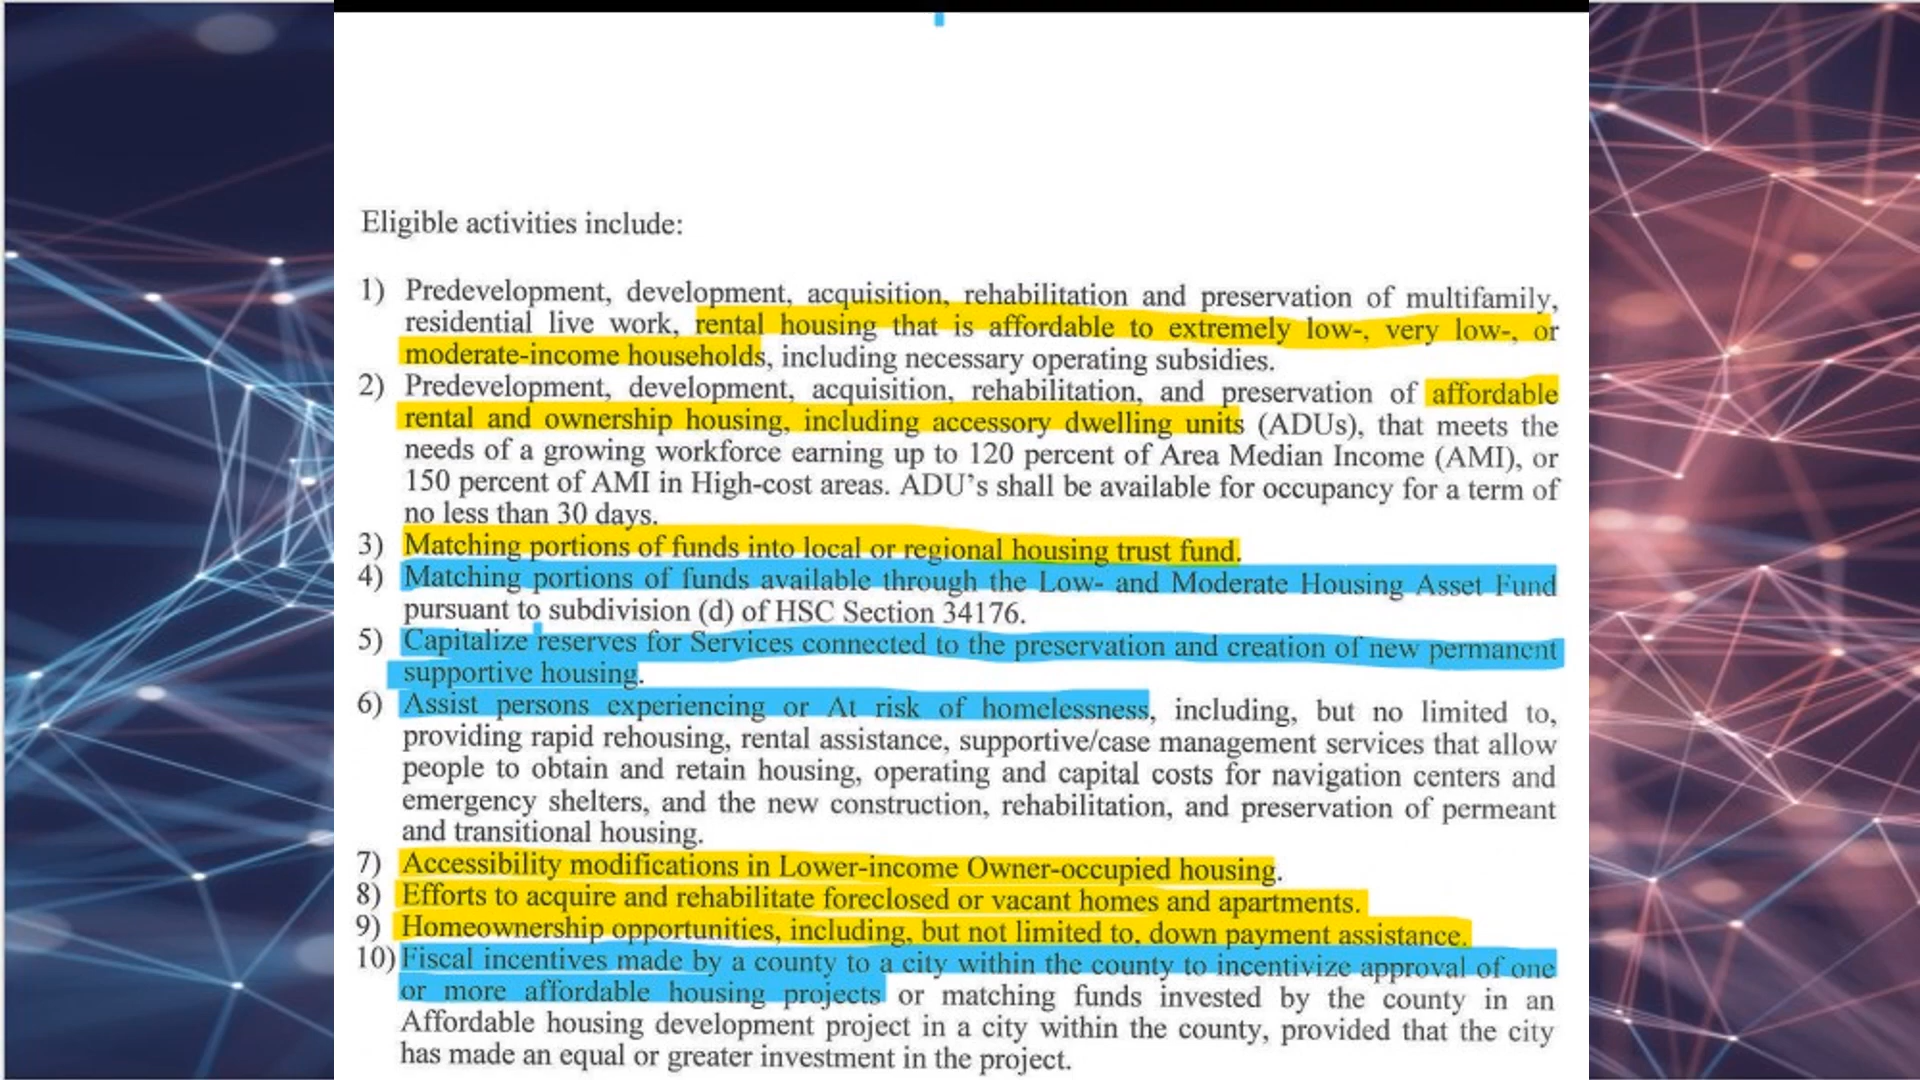 Eligible activities include:
1) Predevelopment, development, acquisition, rehabilitation and preservation of multifamily,
residential live work, rental housing that is affordable to extremely low-, very low-, or
moderate-income households, including necessary operating subsidies.
2) Predevelopment, development, acquisition, rehabilitation, and preservation of affordable
rental and ownership housing, including accessory dwelling units (ADUs), that meets the
needs of a growing workforce earning up to 120 percent of Area Median Income (AMI), or
150 percent of AMI in High-cost areas. ADU’s shall be available for occupancy for a term of
no less than 30 days.
3) Matching portions of funds into local or regional housing trust fund.
4) Matching portions of funds available through the Low- and Moderate Housing Asset Fund
pursuant to subdivision (d) of HSC Section 34176.
5) Capitalize reserves for Services connected to the preservation and creation of new permanent
supportive housing.
6) Assist persons experiencing or At risk of homelessness, including, but no limited to,
providing rapid rehousing, rental assistance, supportive/case management services that allow
people to obtain and retain housing, operating and capital costs for navigation centers and
emergency shelters, and the new construction, rehabilitation, and preservation of permeant
and transitional housing.
7) Accessibility modifications in Lower-income Owner-occupied housing.
8) Efforts to acquire and rehabilitate foreclosed or vacant homes and apartments.
9) Homeownership opportunities, including, but not limited to, down payment assistance.
10) Fiscal incentives made by a county to a city within the county to incentivize approval of one
or more affordable housing projects or matching funds invested by the county in an
Affordable housing development project in a city within the county, provided that the city
has made an equal or greater investment in the project.